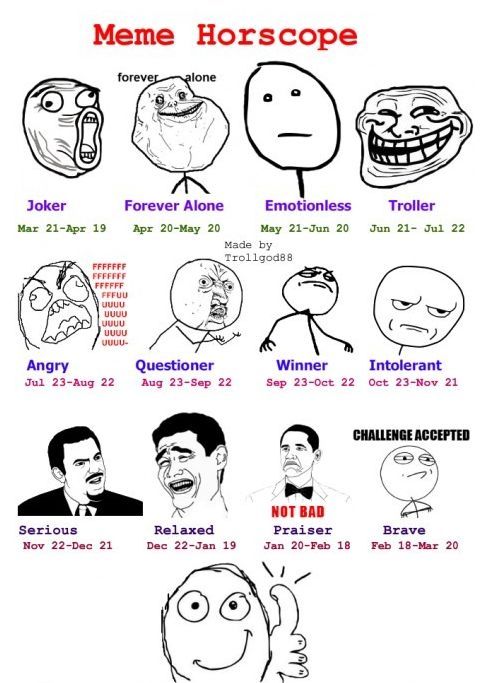 Meme Horscope
forever alone
Joker
Forever Alone
Emotionless
Troller
Mar 21-Apr 19
Apr 20-May 20
May 21-Jun 20
Jun 21- Jul 22
Made by
Trollgod88
FFFFFFF
FFFFFFF
FFFFFF
FFFUU
UUUU
UUUU
UUUU
UUUU
UUUU-
Angry
Questioner
Winner
Intolerant
Jul 23-Aug 22
Aug 23-Sep 22
Sep 23-Oct 22
Oct 23-Nov 21
CHALLENGE ACCEPTED
NOT BAD
Serious
Relaxed
Praiser
Brave
Nov 22-Dec 21
Dec 22-Jan 19
Jan 20-Feb 18
Feb 18-Mar 20